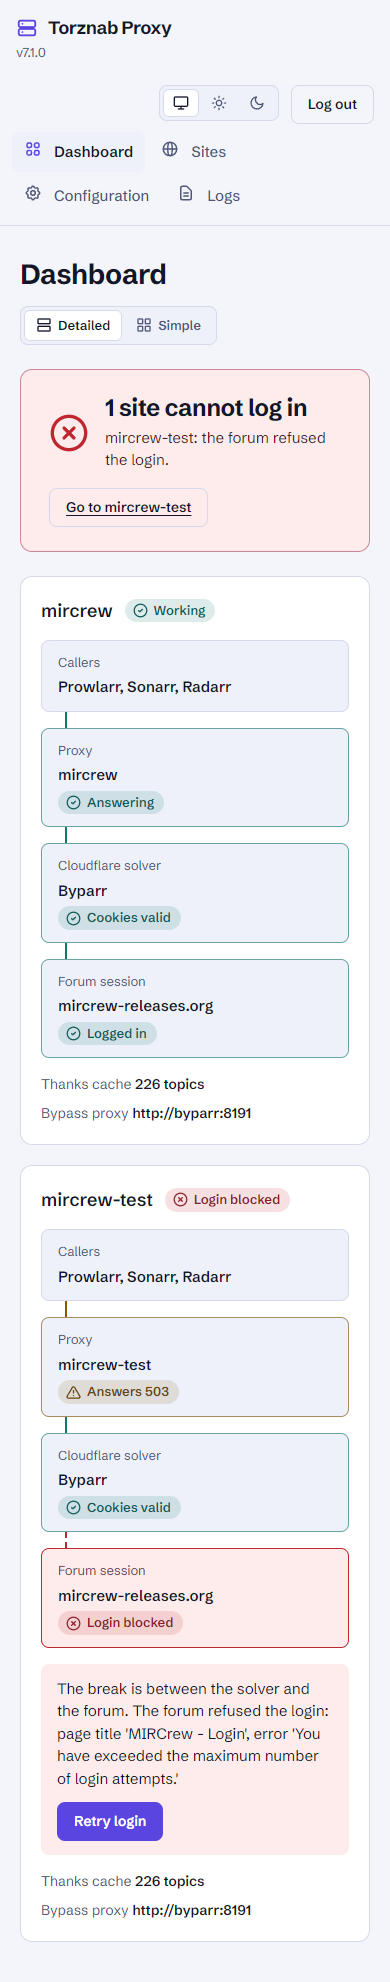 Torznab Proxy
v7.1.0
Log out
Dashboard
Sites
Configuration
Logs
Dashboard
Detailed
Simple
1 site cannot log in
mircrew-test: the forum refused
the login.
Go to mircrew-test
mircrew
Working
Callers
Prowlarr, Sonarr, Radarr
Proxy
mircrew
Answering
Cloudflare solver
Byparr
Cookies valid
Forum session
mircrew-releases.org
Logged in
Thanks cache 226 topics
Bypass proxy http://byparr:8191
mircrew-test
Login blocked
Callers
Prowlarr, Sonarr, Radarr
Proxy
mircrew-test
Answers 503
Cloudflare solver
Byparr
Cookies valid
Forum session
mircrew-releases.org
Login blocked
The break is between the solver and
the forum. The forum refused the login:
page title 'MIRCrew - Login', error 'You
have exceeded the maximum number
of login attempts.'
Retry login
Thanks cache 226 topics
Bypass proxy http://byparr:8191